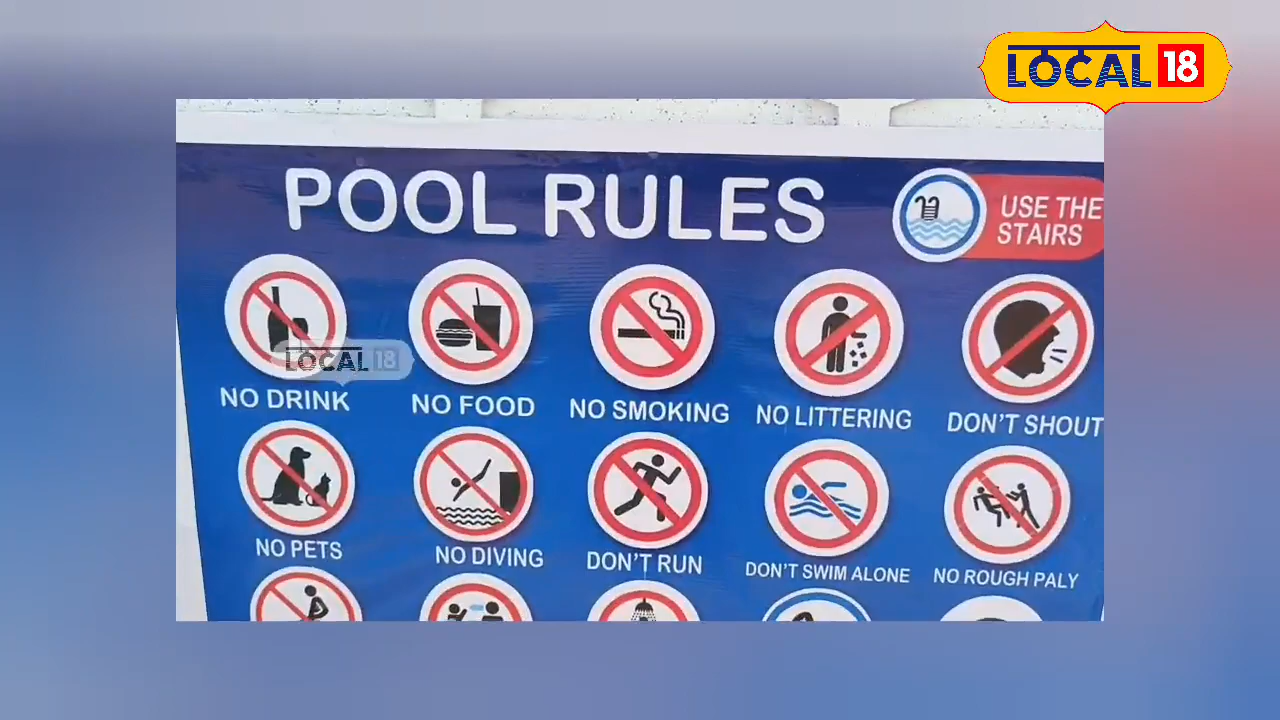 LOCAL 18
POOL RULES
USE THE
STAIRS
LOCAL 18
NO DRINK
NO FOOD
NO SMOKING
NO LITTERING
DON'T SHOUT
NO PETS
NO DIVING
DON'T RUN
DON'T SWIM ALONE
NO ROUGH PALY